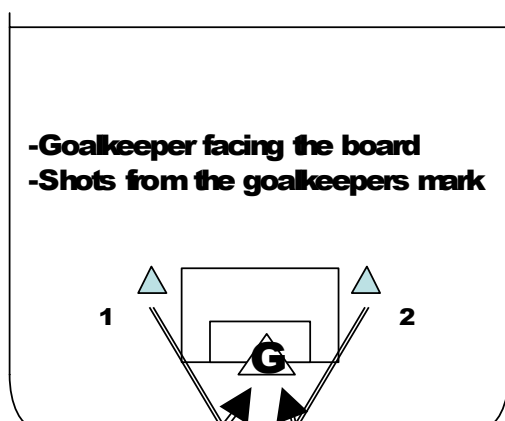 -Goalkeeper facing the board
-Shots from the goalkeepers mark
1 2
G